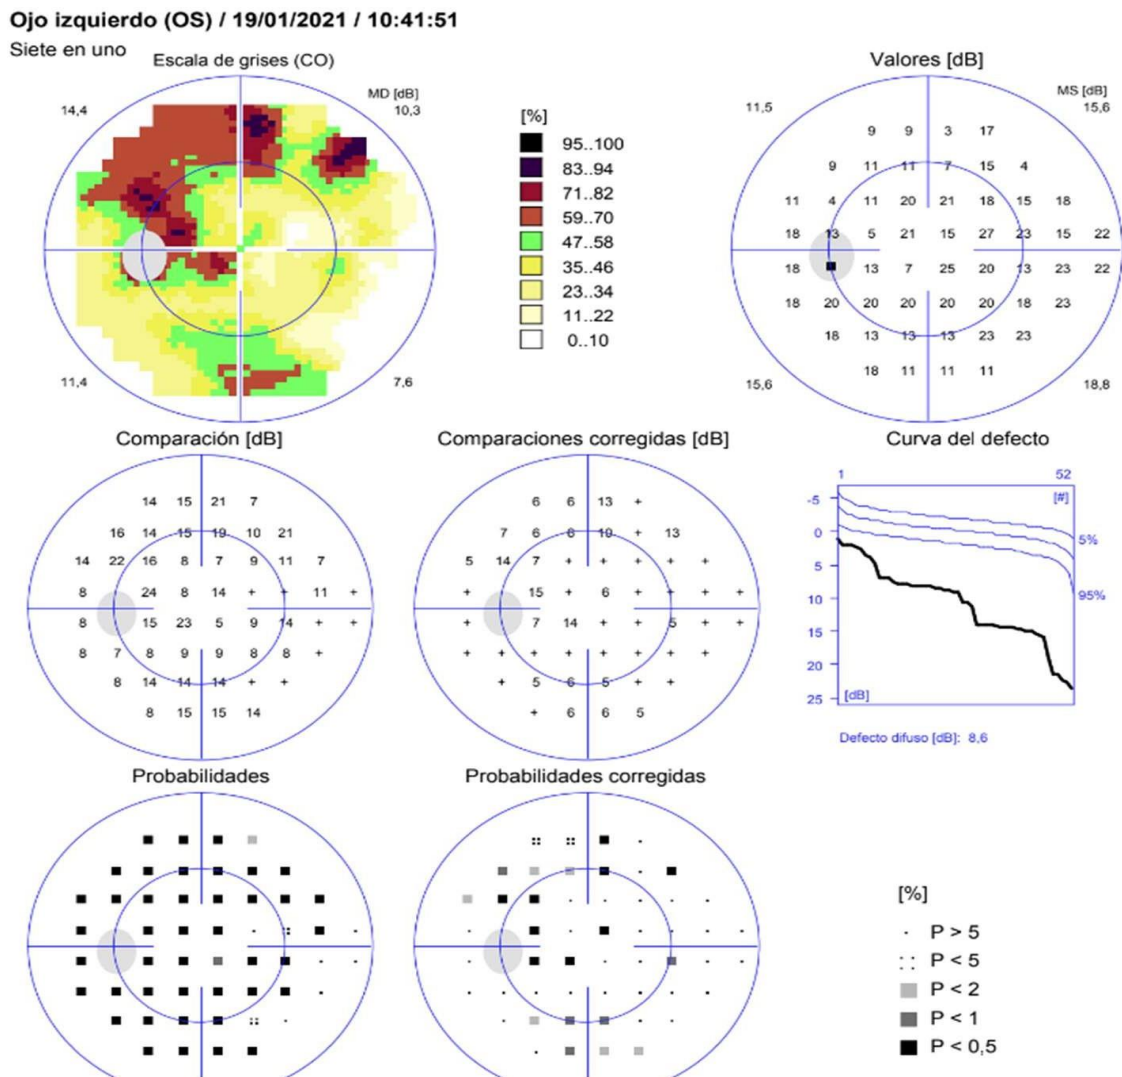 Ojo izquierdo (OS) / 19/01/2021 / 10:41:51
Siete en uno
Escala de grises (CO)
MD [dB]
14,4
10,3
11,4
7,6
[%]
95..100
83..94
71..82
59..70
47..58
35..46
23..34
11..22
0..10
Valores [dB]
MS [dB]
11,5
15,6
9 9 3 17
9 11 11 7 15 4
11 4 11 20 21 18 15 18
18 13 5 21 15 27 23 15 22
18 13 7 25 20 13 23 22
18 20 20 20 20 20 18 23
18 13 13 13 23 23
18 11 11 11
15,6
18,8
Comparación [dB]
14 15 21 7
16 14 15 19 10 21
14 22 16 8 7 9 11 7
8 24 8 14 + + 11 +
8 15 23 5 9 14 + +
8 7 8 9 9 8 8 +
8 14 14 14 + +
8 15 15 14
Comparaciones corregidas [dB]
6 6 13 +
7 6 6 10 + 13
5 14 7 + + + + +
+ 15 + 6 + + + +
+ 7 14 + + 5 + +
+ + + + + + + +
+ 5 6 5 + +
+ 6 6 5
Curva del defecto
1 52
[#]
-5
0
5
10
15
20
25
5%
95%
[dB]
Defecto difuso [dB]: 8,6
Probabilidades
Probabilidades corregidas
[%]
P > 5
P < 5
P < 2
P < 1
P < 0,5